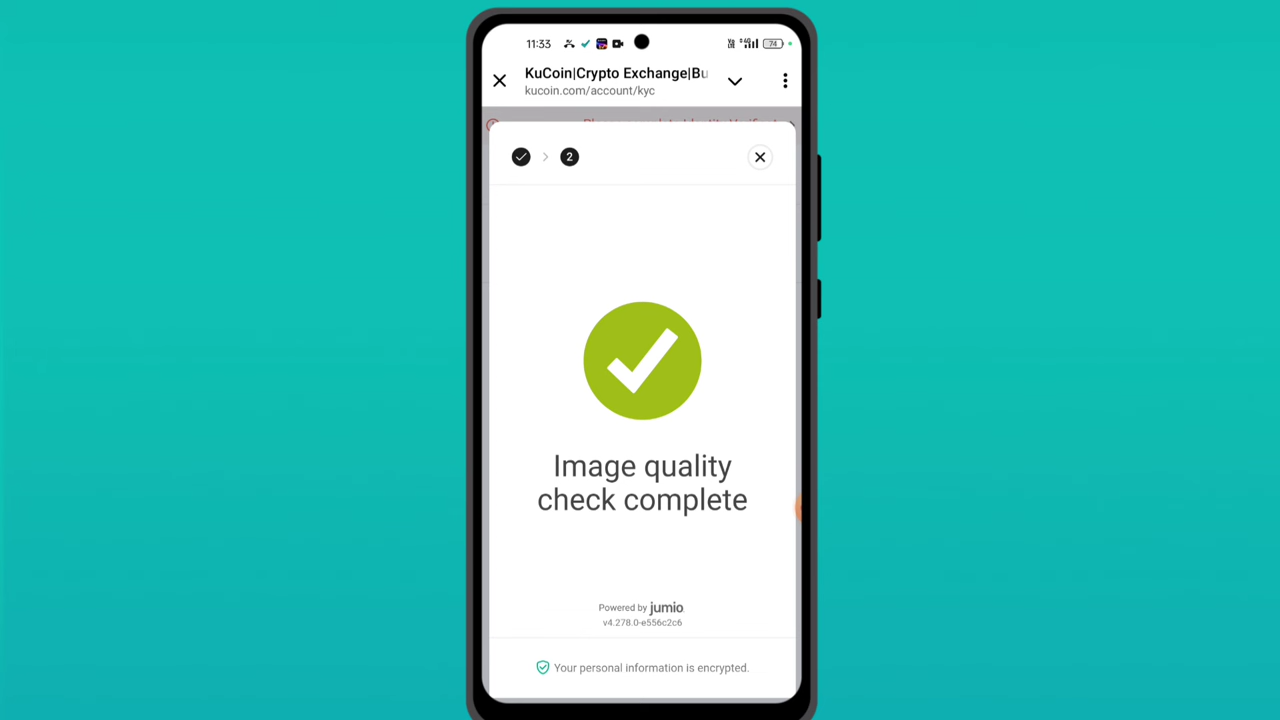 11:33
74
KuCoin|Crypto Exchange|Bu
kucoin.com/account/kyc
2
Image quality
check complete
Powered by jumio
v4.278.0-e556c2c6
Your personal information is encrypted.